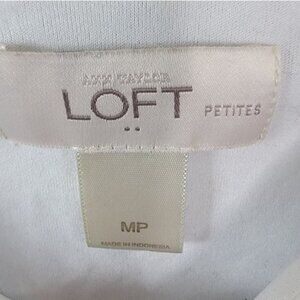 ANN TAYLOR
LOFT PETITES
MP
MADE IN INDONESIA